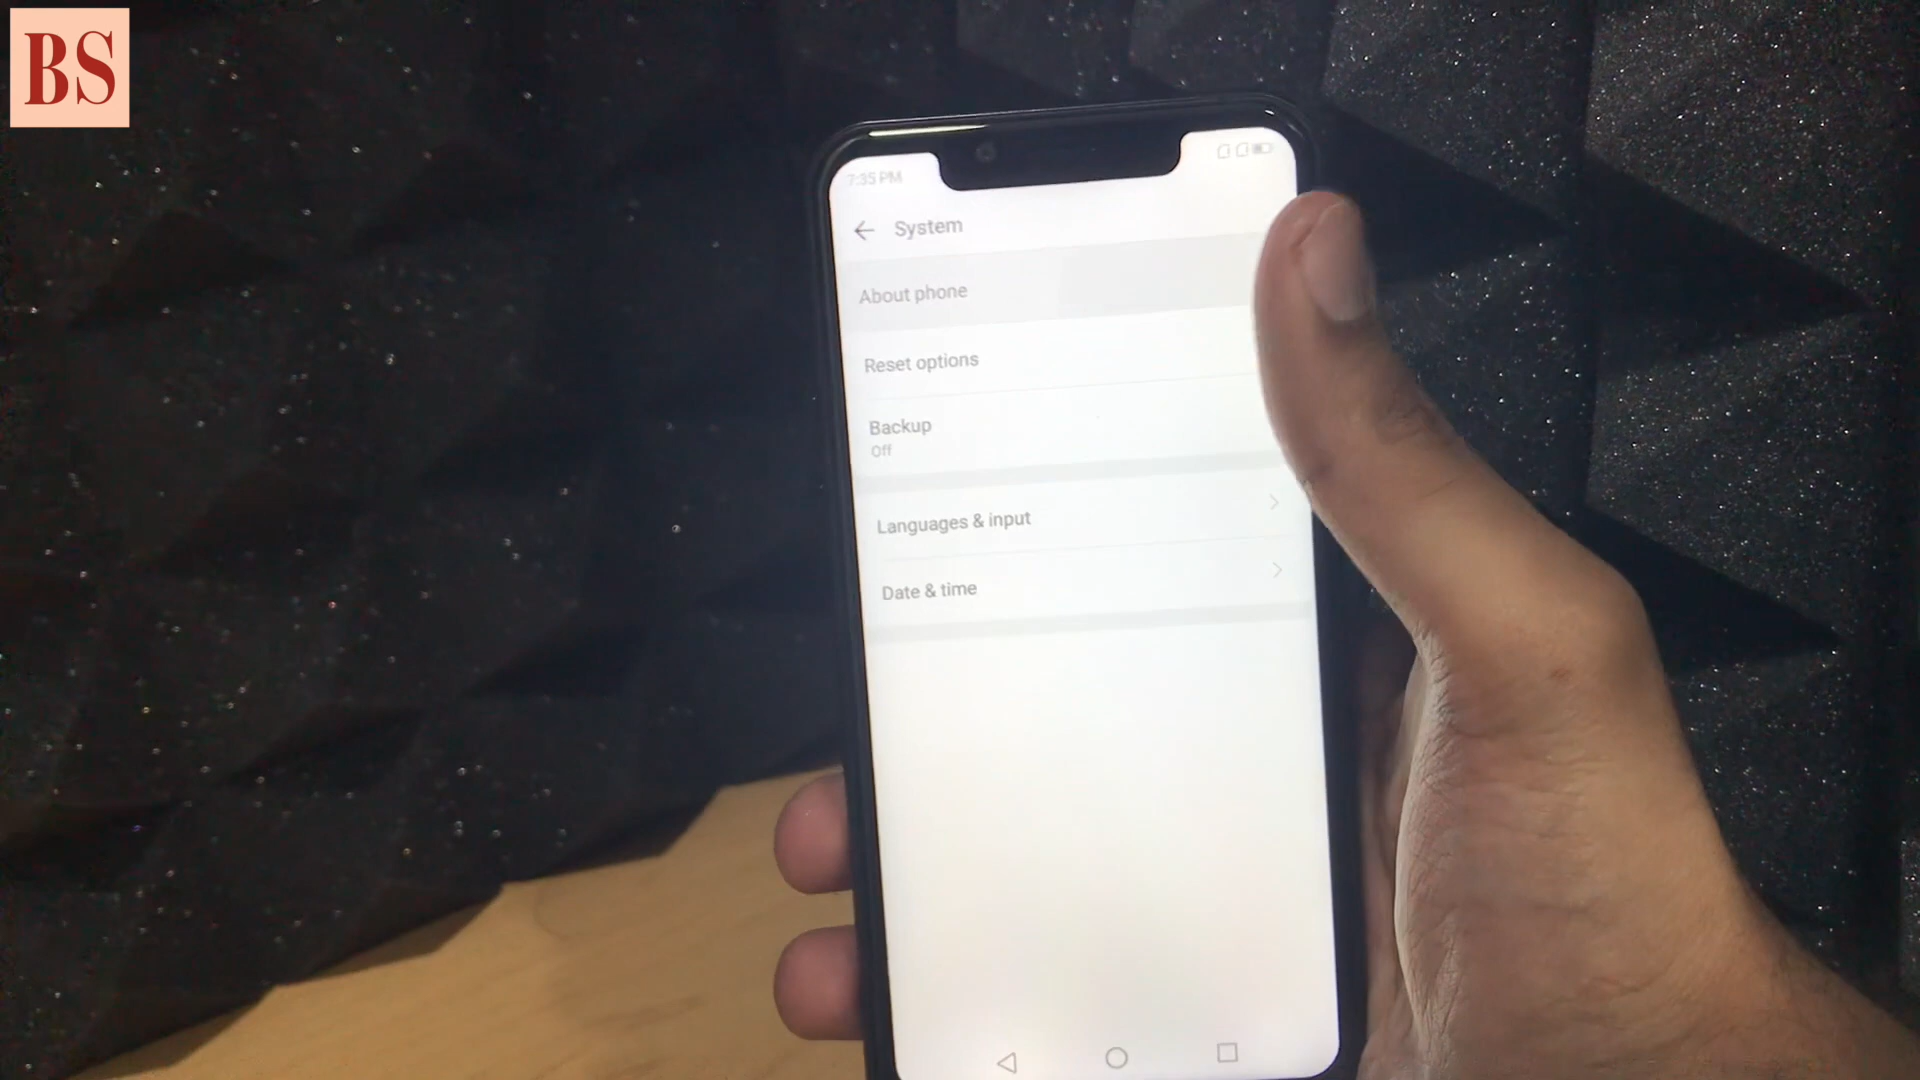 BS
7:35 PM
System
About phone
Reset options
Backup
Off
Languages & input
Date & time